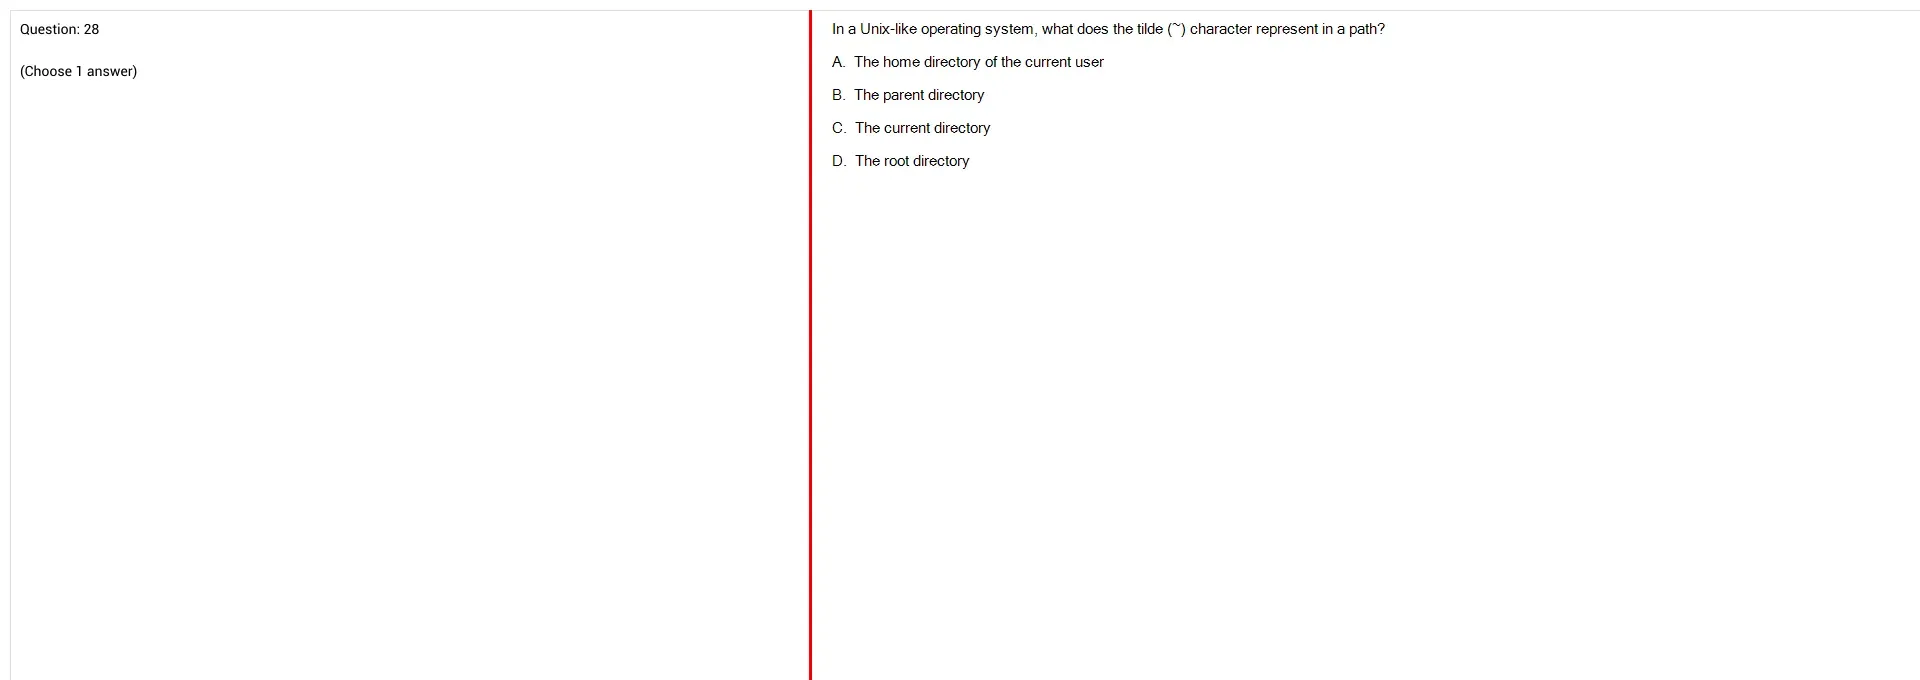 Question: 28
(Choose 1 answer)
In a Unix-like operating system, what does the tilde (~) character represent in a path?
A. The home directory of the current user
B. The parent directory
C. The current directory
D. The root directory